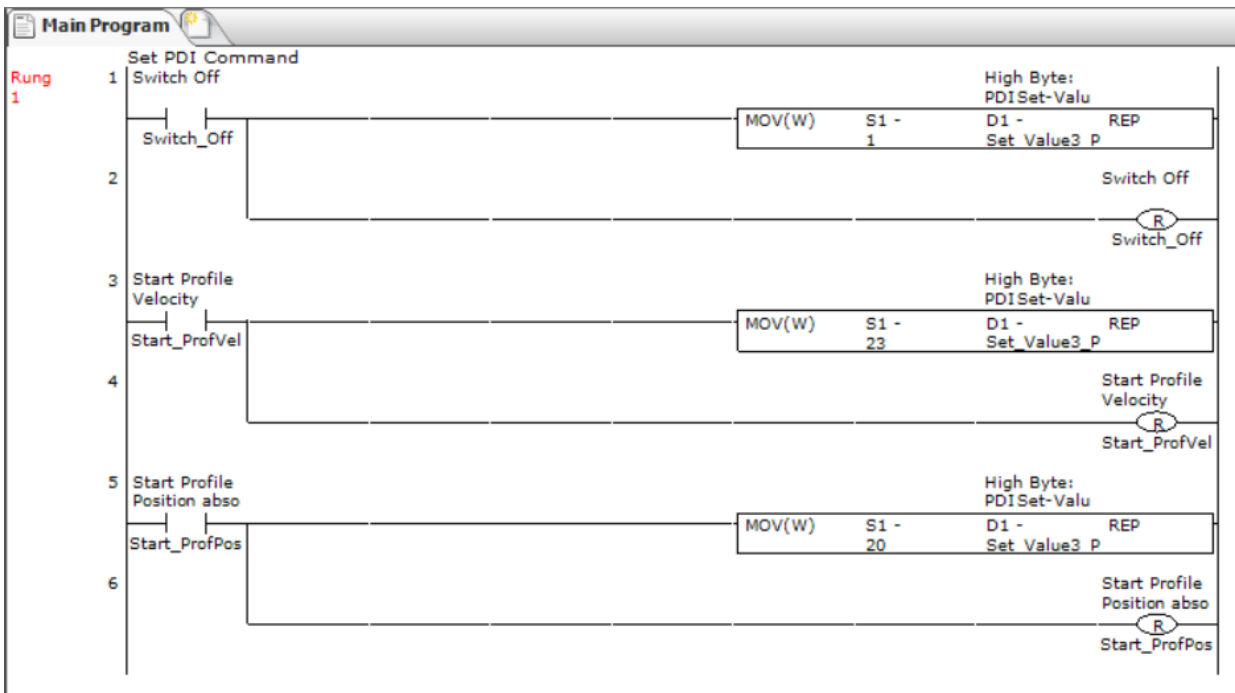 Main Program
Set PDI Command
Rung 1 Switch Off High Byte:
1 PDISet-Valu
MOV(W) S1 - D1 - REP
Switch_Off 1 Set_Value3_P
2 Switch Off
R
Switch_Off
3 Start Profile High Byte:
Velocity PDISet-Valu
MOV(W) S1 - D1 - REP
Start_ProfVel 23 Set_Value3_P
4 Start Profile
Velocity
R
Start_ProfVel
5 Start Profile High Byte:
Position abso PDISet-Valu
MOV(W) S1 - D1 - REP
Start_ProfPos 20 Set_Value3_P
6 Start Profile
Position abso
R
Start_ProfPos